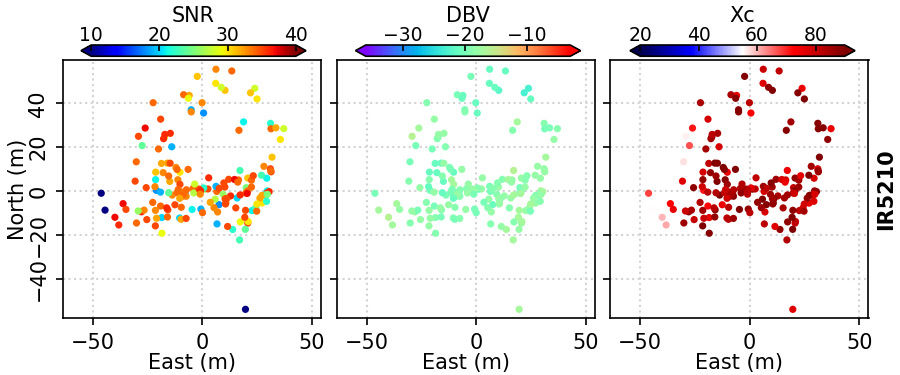 SNR DBV Xc
10 20 30 40 −30 −20 −10 20 40 60 80
North (m)
40
20
0
−20
−40
−50 0 50 −50 0 50 −50 0 50
East (m) East (m) East (m)
IR5210